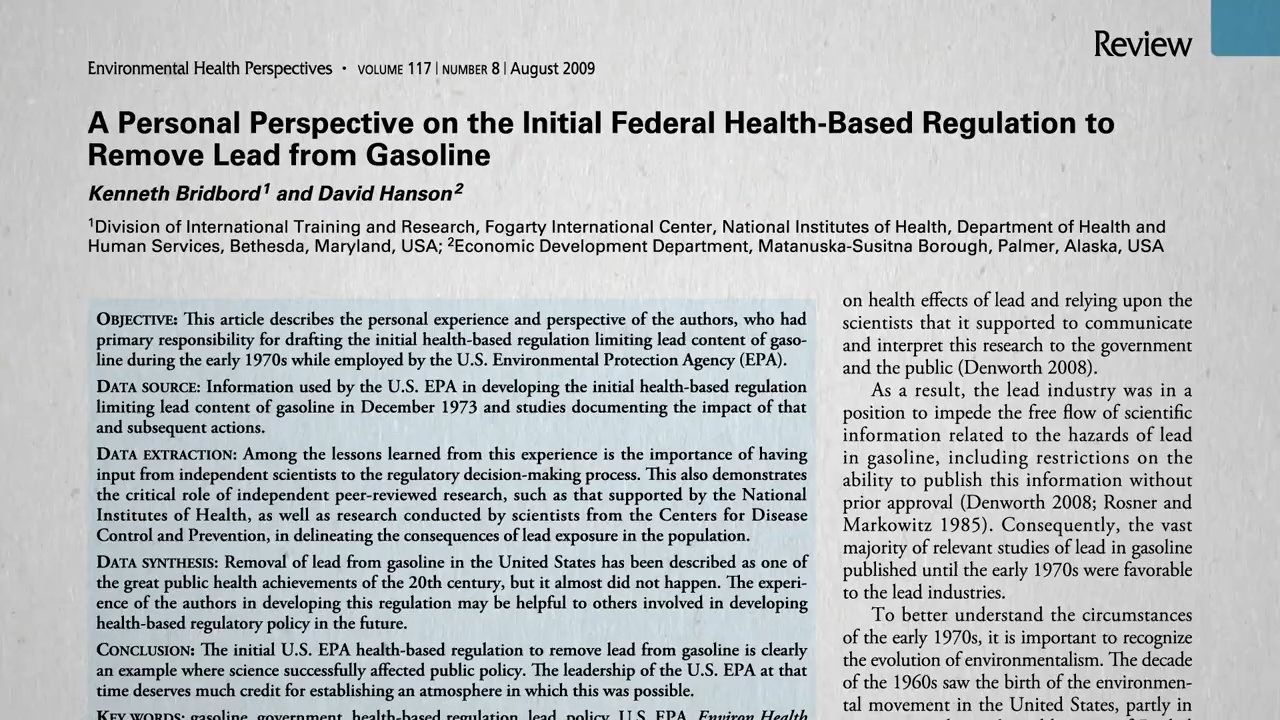 Review
Environmental Health Perspectives • VOLUME 117 | NUMBER 8 | August 2009
A Personal Perspective on the Initial Federal Health-Based Regulation to
Remove Lead from Gasoline
Kenneth Bridbord1 and David Hanson2
1Division of International Training and Research, Fogarty International Center, National Institutes of Health, Department of Health and
Human Services, Bethesda, Maryland, USA; 2Economic Development Department, Matanuska-Susitna Borough, Palmer, Alaska, USA
OBJECTIVE: This article describes the personal experience and perspective of the authors, who had
primary responsibility for drafting the initial health-based regulation limiting lead content of gaso-
line during the early 1970s while employed by the U.S. Environmental Protection Agency (EPA).
DATA SOURCE: Information used by the U.S. EPA in developing the initial health-based regulation
limiting lead content of gasoline in December 1973 and studies documenting the impact of that
and subsequent actions.
DATA EXTRACTION: Among the lessons learned from this experience is the importance of having
input from independent scientists to the regulatory decision-making process. This also demonstrates
the critical role of independent peer-reviewed research, such as that supported by the National
Institutes of Health, as well as research conducted by scientists from the Centers for Disease
Control and Prevention, in delineating the consequences of lead exposure in the population.
DATA SYNTHESIS: Removal of lead from gasoline in the United States has been described as one of
the great public health achievements of the 20th century, but it almost did not happen. The experi-
ence of the authors in developing this regulation may be helpful to others involved in developing
health-based regulatory policy in the future.
CONCLUSION: The initial U.S. EPA health-based regulation to remove lead from gasoline is clearly
an example where science successfully affected public policy. The leadership of the U.S. EPA at that
time deserves much credit for establishing an atmosphere in which this was possible.
KEY WORDS: gasoline, government, health-based regulation, lead, policy, U.S. EPA. Environ Health
on health effects of lead and relying upon the
scientists that it supported to communicate
and interpret this research to the government
and the public (Denworth 2008).
As a result, the lead industry was in a
position to impede the free flow of scientific
information related to the hazards of lead
in gasoline, including restrictions on the
ability to publish this information without
prior approval (Denworth 2008; Rosner and
Markowitz 1985). Consequently, the vast
majority of relevant studies of lead in gasoline
published until the early 1970s were favorable
to the lead industries.
To better understand the circumstances
of the early 1970s, it is important to recognize
the evolution of environmentalism. The decade
of the 1960s saw the birth of the environmen-
tal movement in the United States, partly in